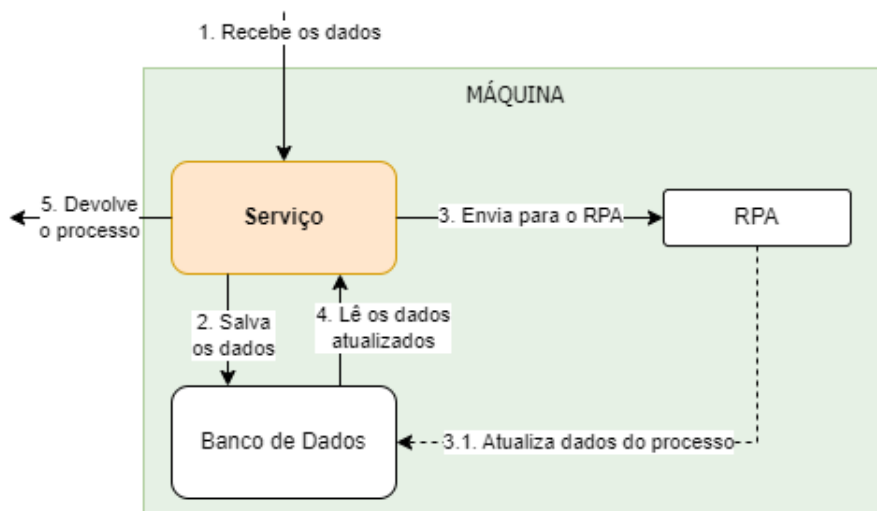 1. Recebe os dados
MÁQUINA
5. Devolve
o processo
Serviço
3. Envia para o RPA
RPA
2. Salva
os dados
4. Lê os dados
atualizados
Banco de Dados
3.1. Atualiza dados do processo